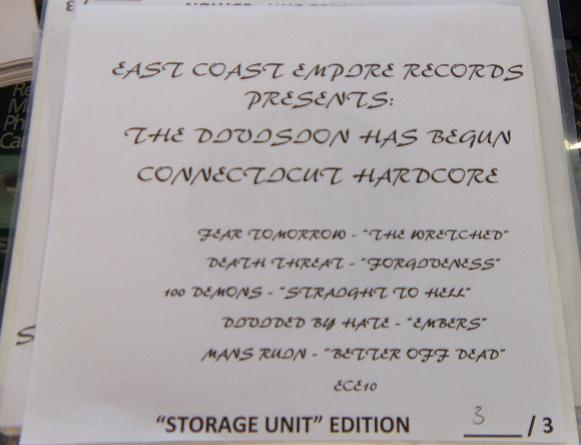 EAST COAST EMPIRE RECORDS
PRESENTS:
THE DIVISION HAS BEGUN
CONNECTICUT HARDCORE
FEAR TOMORROW - "THE WRETCHED"
DEATH THREAT - "FORGIVENESS"
100 DEMONS - "STRAIGHT TO HELL"
DIVIDED BY HATE - "EMBERS"
MANS RUIN - "BETTER OFF DEAD"
ECE10
"STORAGE UNIT" EDITION 3 / 3